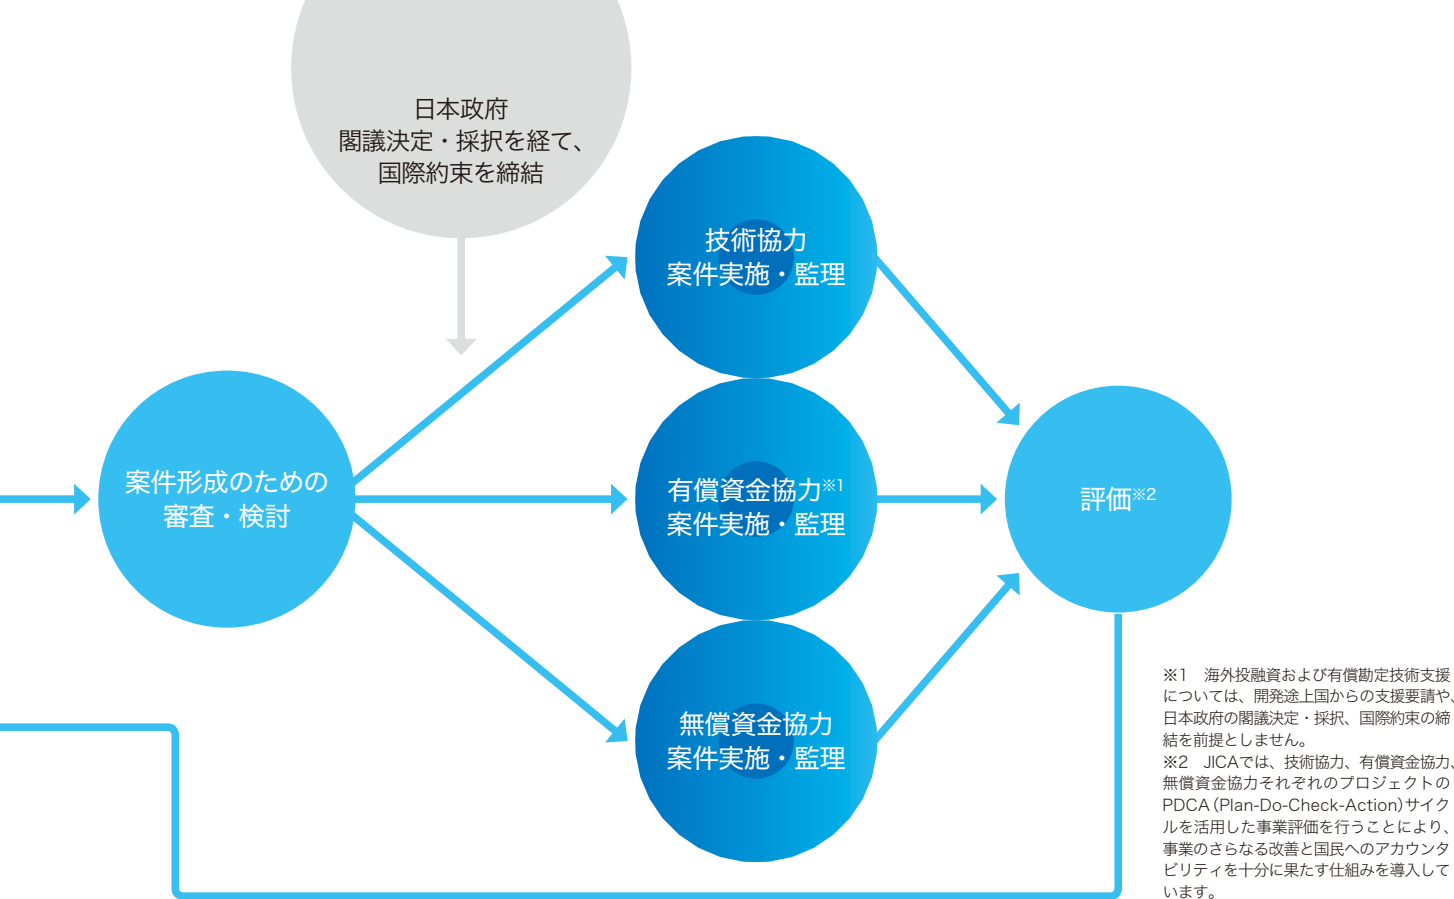 日本政府
閣議決定・採択を経て、
国際約束を締結
技術協力
案件実施・監理
案件形成のための
審査・検討
有償資金協力※1
案件実施・監理
評価※2
無償資金協力
案件実施・監理
※1　海外投融資および有償勘定技術支援
については、開発途上国からの支援要請や、
日本政府の閣議決定・採択、国際約束の締
結を前提としません。
※2　JICAでは、技術協力、有償資金協力、
無償資金協力それぞれのプロジェクトの
PDCA（Plan-Do-Check-Action）サイク
ルを活用した事業評価を行うことにより、
事業のさらなる改善と国民へのアカウンタ
ビリティを十分に果たす仕組みを導入して
います。